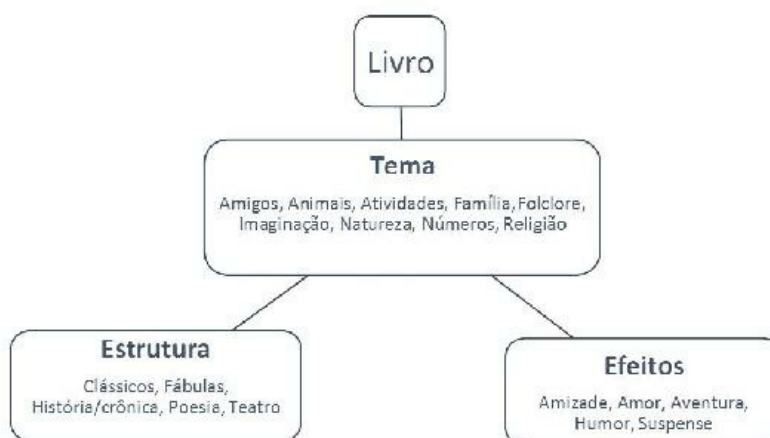 Livro
Tema
Amigos, Animais, Atividades, Família,Folclore,
Imaginação, Natureza, Números, Religião
Estrutura
Clássicos, Fábulas,
História/crônica, Poesia, Teatro
Efeitos
Amizade, Amor, Aventura,
Humor, Suspense